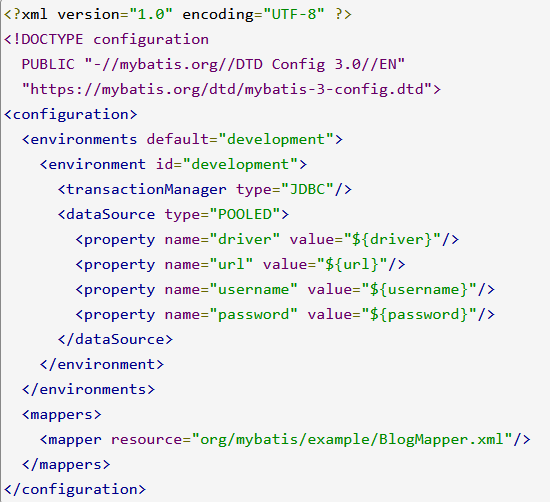 <?xml version="1.0" encoding="UTF-8" ?>
<!DOCTYPE configuration
  PUBLIC "-//mybatis.org//DTD Config 3.0//EN"
  "https://mybatis.org/dtd/mybatis-3-config.dtd">
<configuration>
  <environments default="development">
    <environment id="development">
      <transactionManager type="JDBC"/>
      <dataSource type="POOLED">
        <property name="driver" value="${driver}"/>
        <property name="url" value="${url}"/>
        <property name="username" value="${username}"/>
        <property name="password" value="${password}"/>
      </dataSource>
    </environment>
  </environments>
  <mappers>
    <mapper resource="org/mybatis/example/BlogMapper.xml"/>
  </mappers>
</configuration>